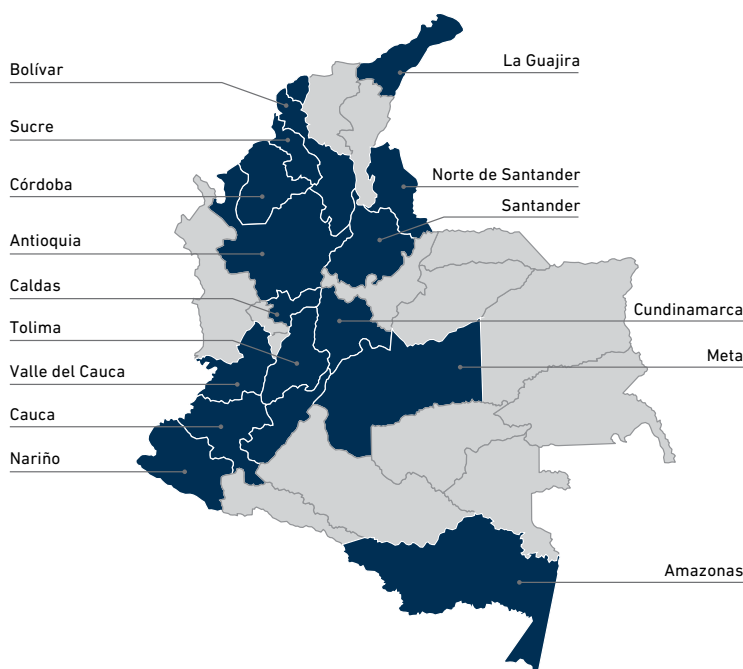 Bolívar
Sucre
Córdoba
Antioquia
Caldas
Tolima
Valle del Cauca
Cauca
Nariño
La Guajira
Norte de Santander
Santander
Cundinamarca
Meta
Amazonas